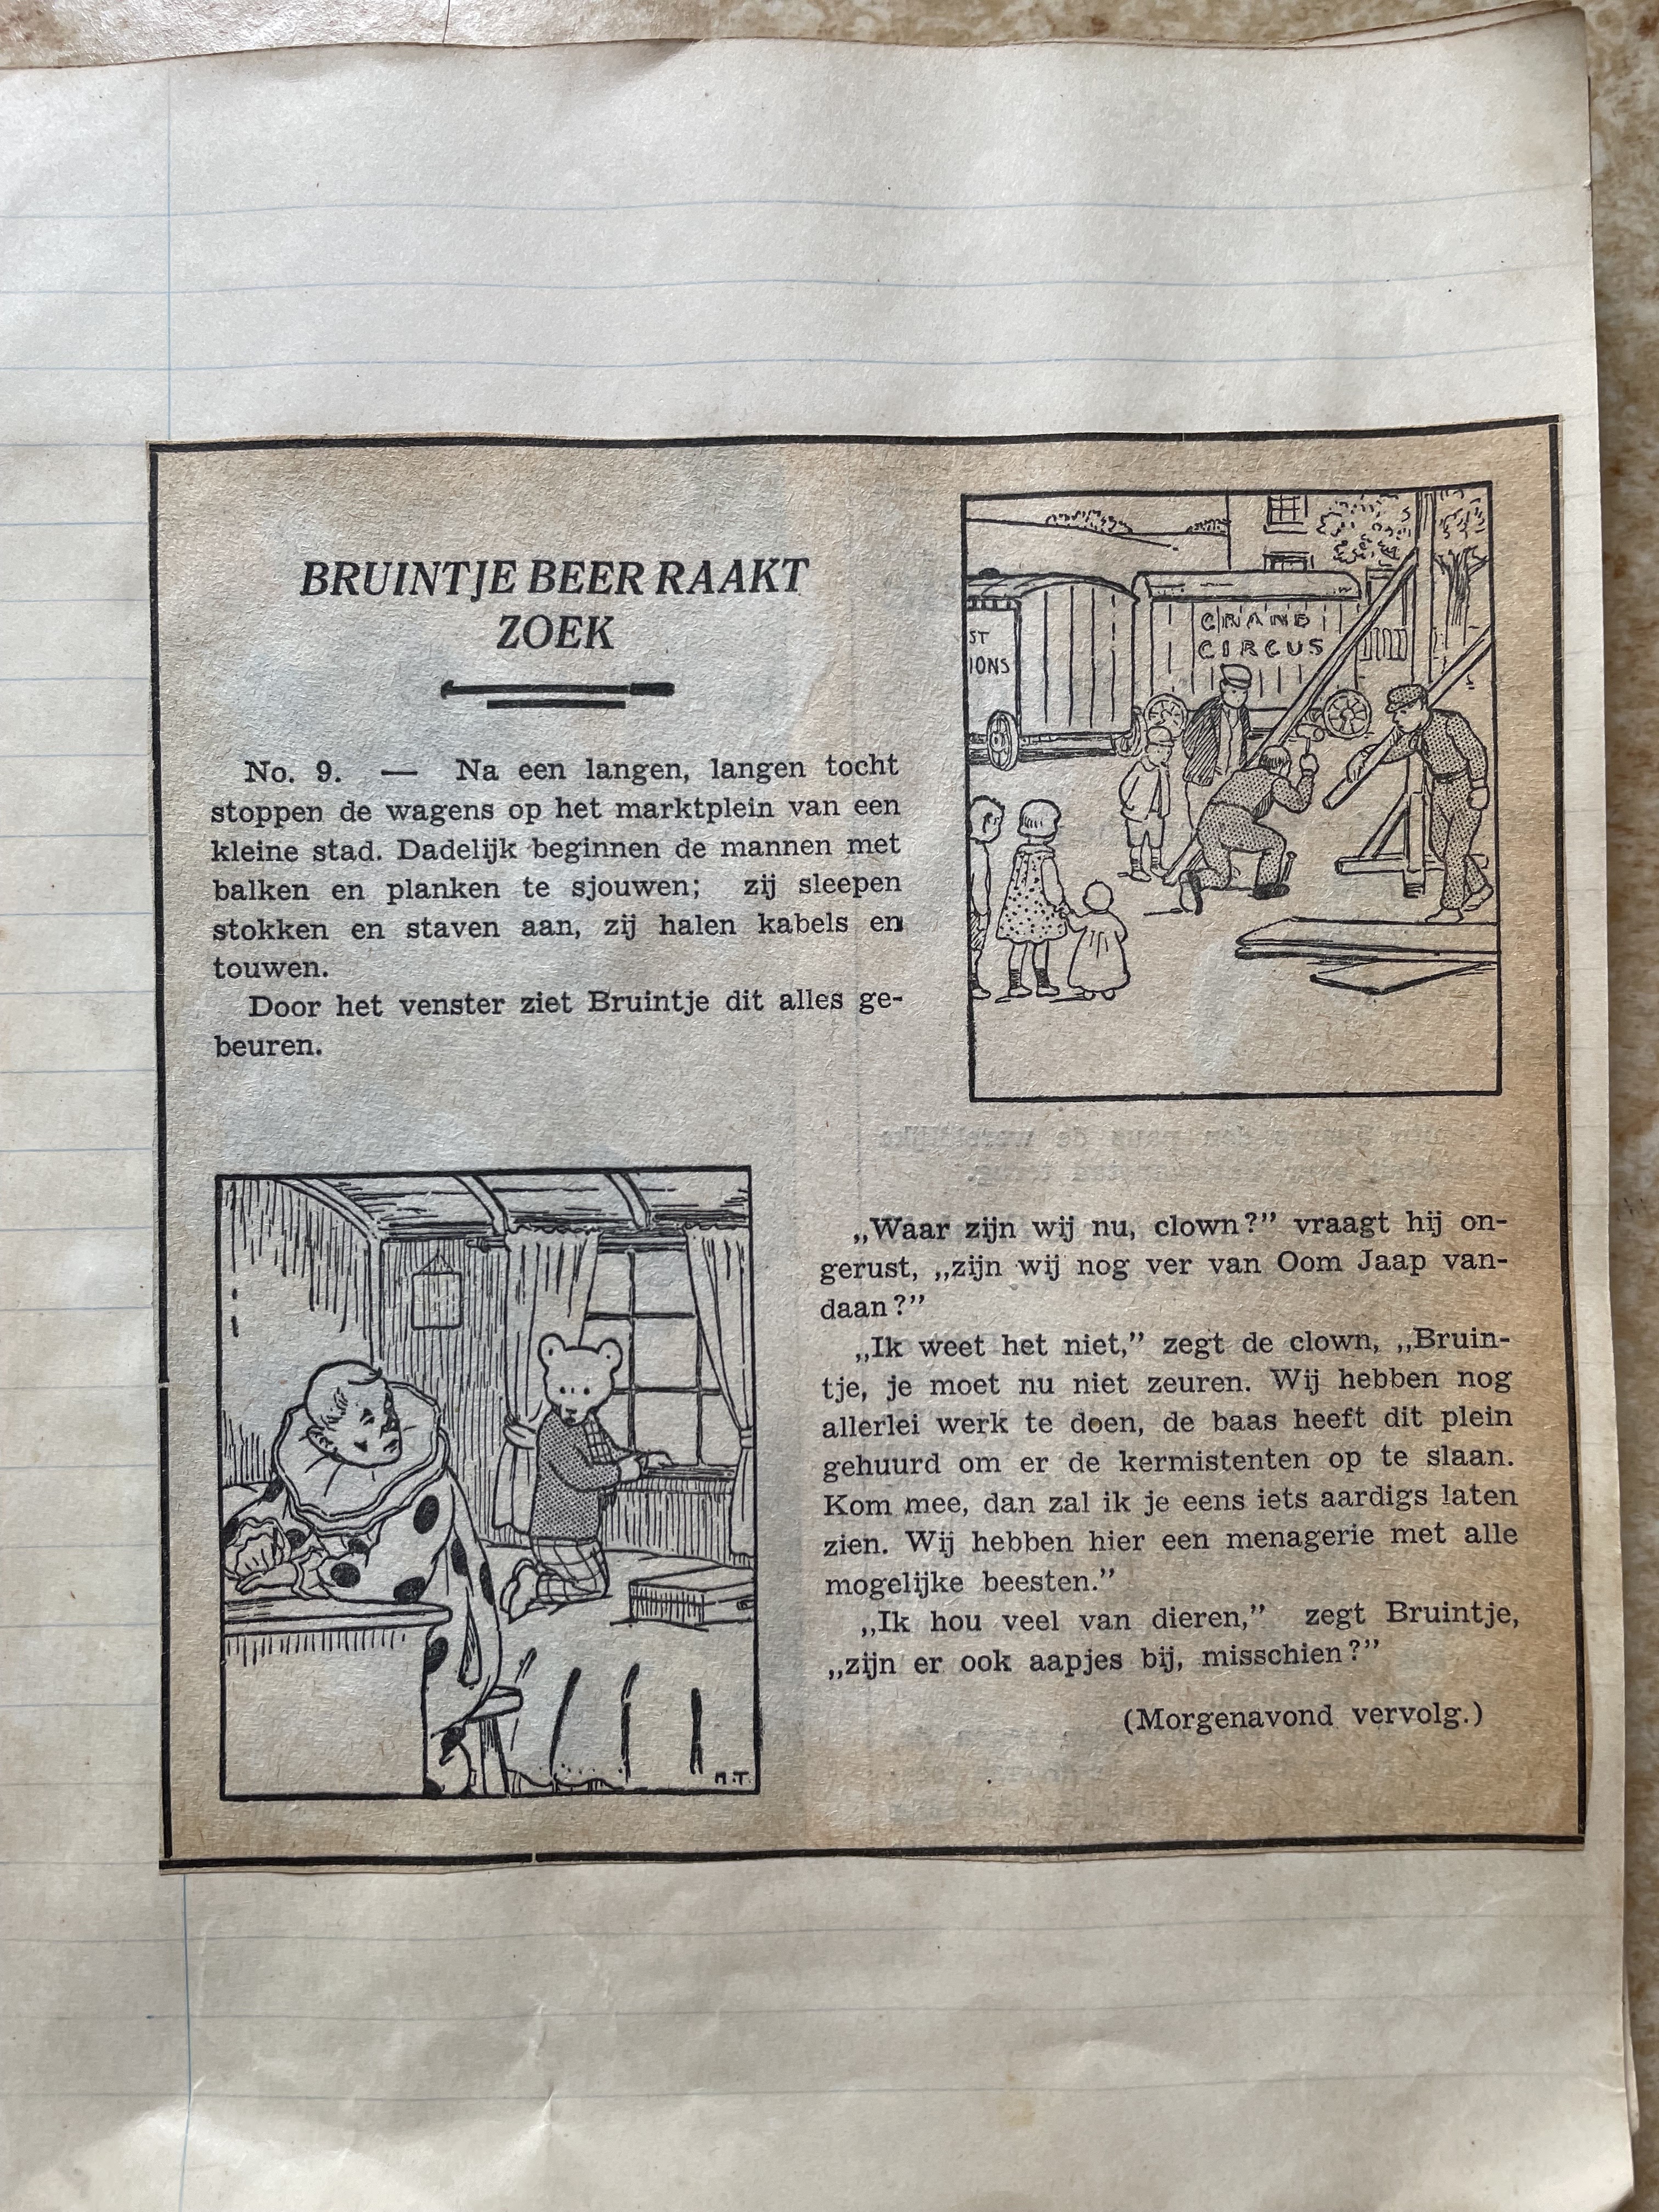 BRUINTJE BEER RAAKT
ZOEK
No. 9. — Na een langen, langen tocht
stoppen de wagens op het marktplein van een
kleine stad. Dadelijk beginnen de mannen met
balken en planken te sjouwen; zij sleepen
stokken en staven aan, zij halen kabels en
touwen.
Door het venster ziet Bruintje dit alles ge-
beuren.
ST
IONS
GRAND
CIRCUS
„Waar zijn wij nu, clown?” vraagt hij on-
gerust, „zijn wij nog ver van Oom Jaap van-
daan?”
„Ik weet het niet,” zegt de clown, „Bruin-
tje, je moet nu niet zeuren. Wij hebben nog
allerlei werk te doen, de baas heeft dit plein
gehuurd om er de kermistenten op te slaan.
Kom mee, dan zal ik je eens iets aardigs laten
zien. Wij hebben hier een menagerie met alle
mogelijke beesten.”
„Ik hou veel van dieren,” zegt Bruintje,
„zijn er ook aapjes bij, misschien?”
(Morgenavond vervolg.)